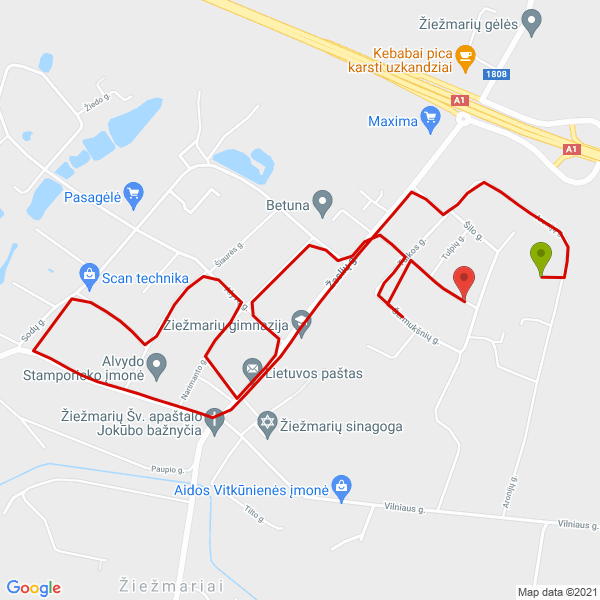 Žiežmarių gėlės
Kebabai pica
karsti uzkandziai
1808
A1
Žiedo g.
Maxima
A1
Pasagėlė
Betuna
Šilo g.
Tulpių g.
Šiaurės g.
Scan technika
Sodų g.
Žiežmarių gimnazija
Alvydo
Stamporieko įmonė
Lietuvos paštas
Narimanto g.
Žiežmarių Šv. apaštalo
Jokūbo bažnyčia
Žiežmarių sinagoga
Paupio g.
Aidos Vitkūnienės įmonė
Aronijų g.
Vilniaus g.
Tilto g.
Vilniaus g.
Žiežmariai
Google
Map data ©2021